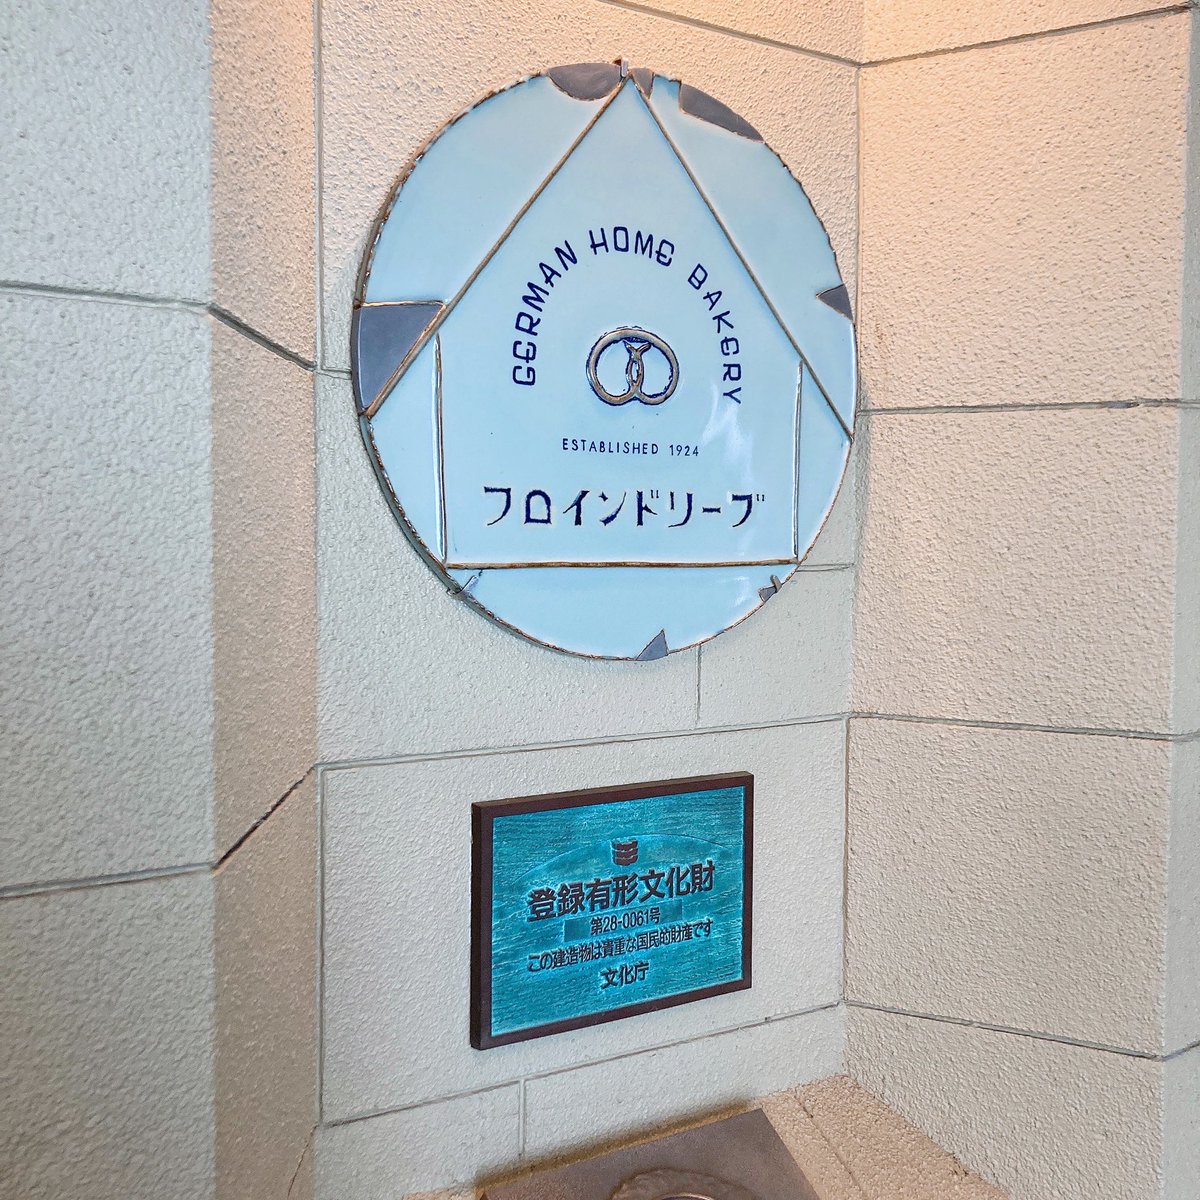 GERMAN HOME BAKERY
ESTABLISHED 1924
フロインドリーブ
登録有形文化財
第28-0061号
この建造物は貴重な国民的財産です
文化庁